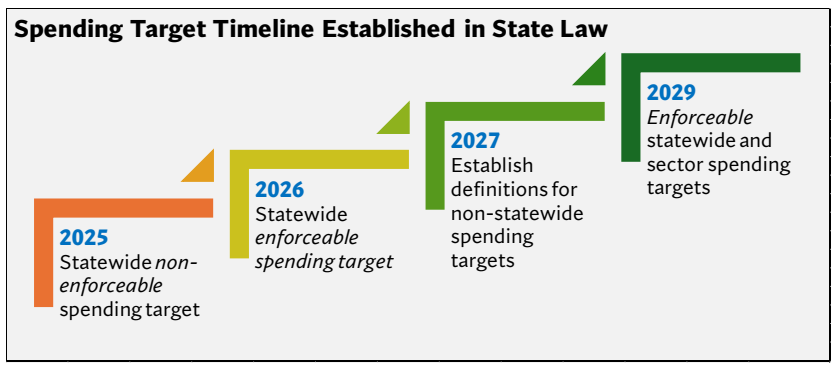 Spending Target Timeline Established in State Law
2025
Statewide non-
enforceable
spending target
2026
Statewide
enforceable
spending target
2027
Establish
definitions for
non-statewide
spending
targets
2029
Enforceable
statewide and
sector spending
targets